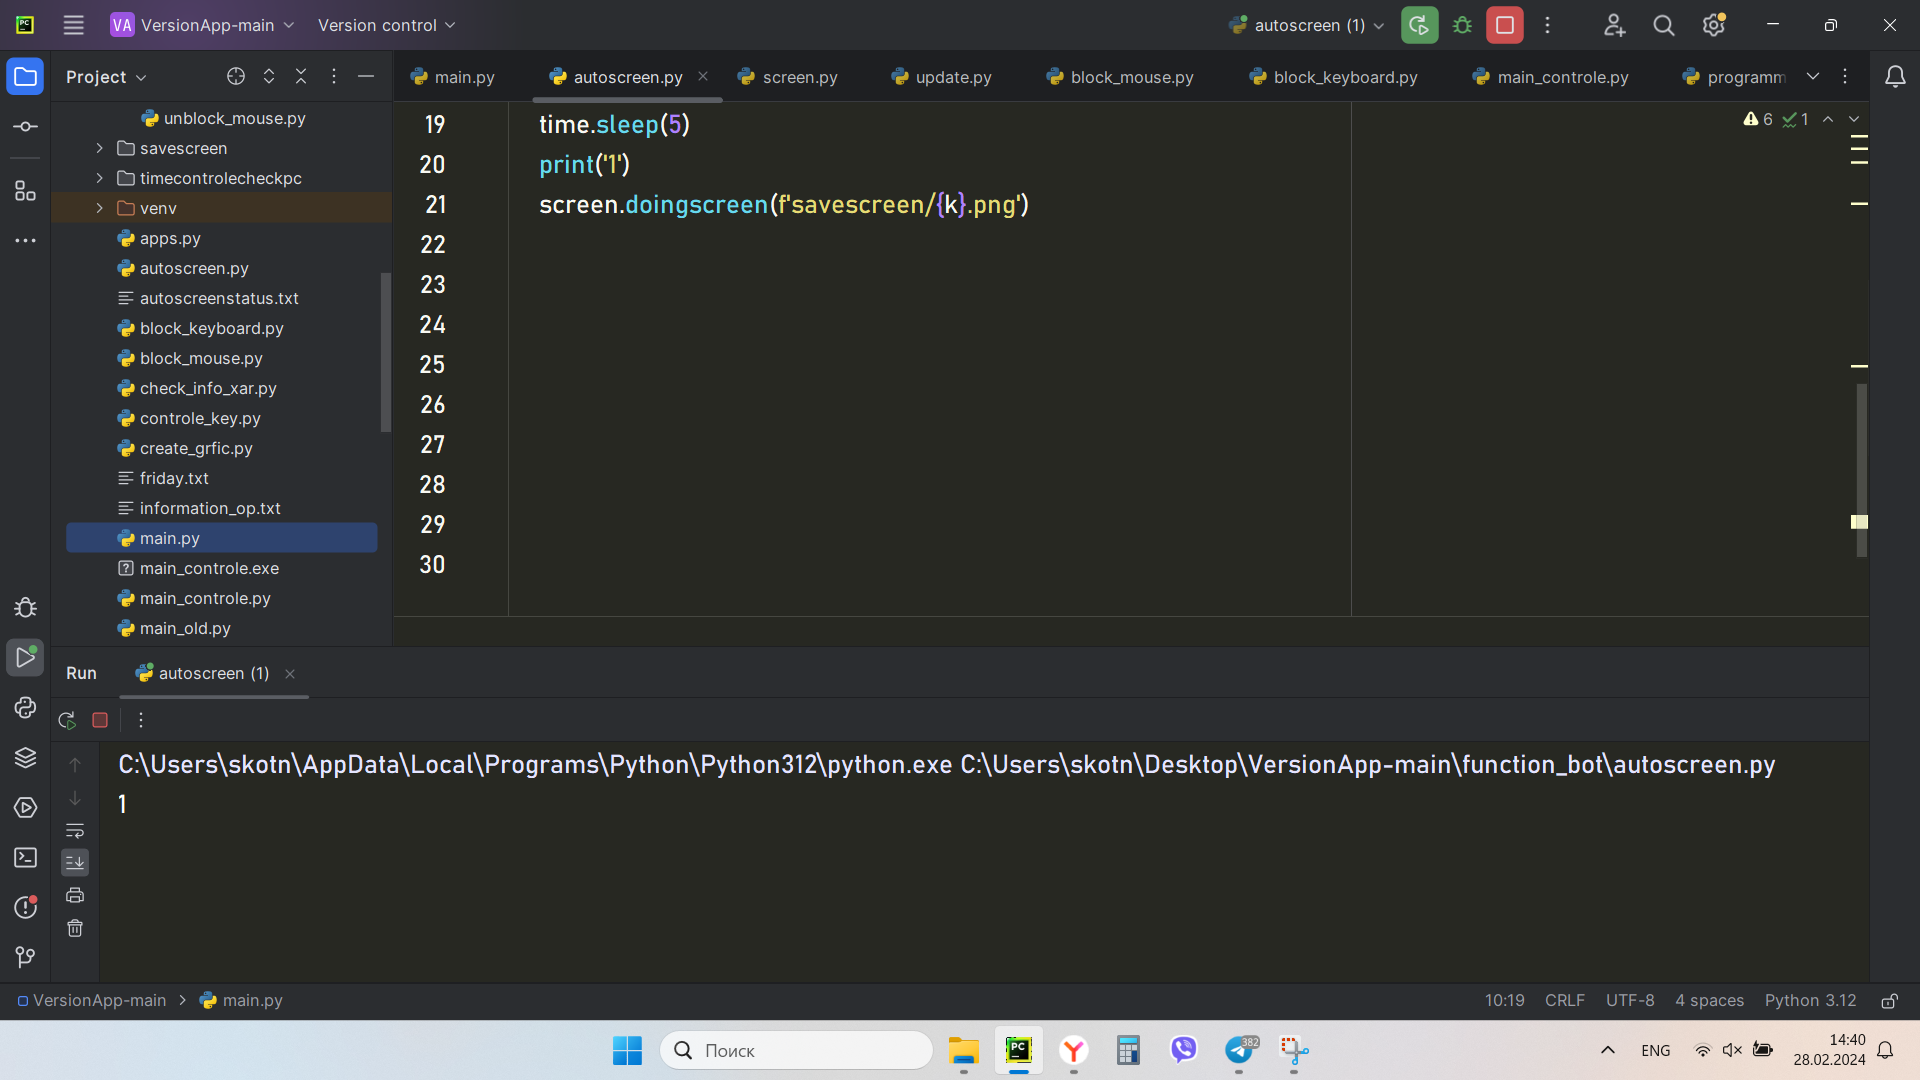 PC VA VersionApp-main Version control autoscreen (1)
Project main.py autoscreen.py screen.py update.py block_mouse.py block_keyboard.py main_controle.py programm
unblock_mouse.py
savescreen
timecontrolecheckpc
venv
apps.py
autoscreen.py
autoscreenstatus.txt
block_keyboard.py
block_mouse.py
check_info_xar.py
controle_key.py
create_grfic.py
friday.txt
information_op.txt
main.py
main_controle.exe
main_controle.py
main_old.py
19 time.sleep(5)
20 print('1')
21 screen.doingscreen(f'savescreen/{k}.png')
22
23
24
25
26
27
28
29
30
6 1
Run autoscreen (1)
C:\Users\skotn\AppData\Local\Programs\Python\Python312\python.exe C:\Users\skotn\Desktop\VersionApp-main\function_bot\autoscreen.py
1
VersionApp-main > main.py 10:19 CRLF UTF-8 4 spaces Python 3.12
Поиск PC 382 ENG 14:40
28.02.2024